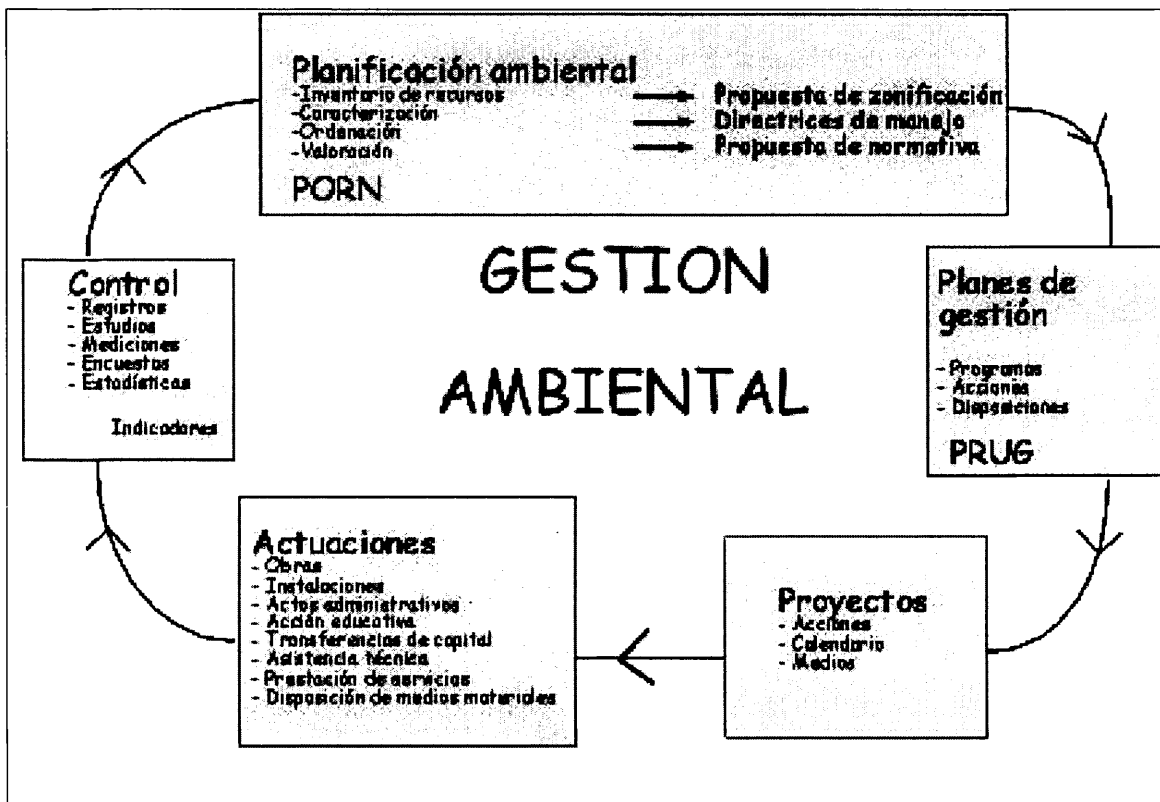 Planificación ambiental
-Inventario de recursos
-Caracterización
-Ordenación
-Valoración
Propuesta de zonificación
Directrices de manejo
Propuesta de normativa
PORN
GESTION
AMBIENTAL
Planes de
gestión
- Programas
- Acciones
- Disposiciones
PRUG
Proyectos
- Acciones
- Calendario
- Medios
Actuaciones
- Obras
- Instalaciones
- Actos administrativos
- Acción educativa
- Transferencias de capital
- Asistencia técnica
- Prestación de servicios
- Disposición de medios materiales
Control
- Registros
- Estudios
- Mediciones
- Encuestas
- Estadísticas
Indicadores